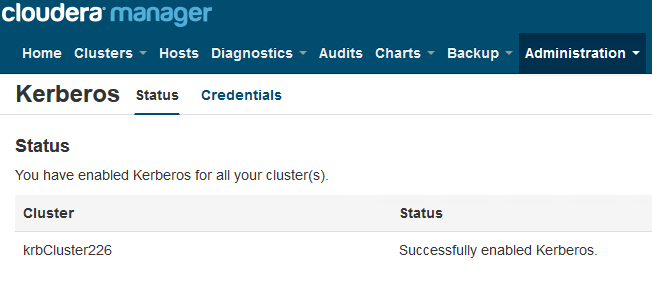 cloudera manager
Home Clusters Hosts Diagnostics Audits Charts Backup Administration
Kerberos Status Credentials
Status
You have enabled Kerberos for all your cluster(s).
Cluster Status
krbCluster226 Successfully enabled Kerberos.